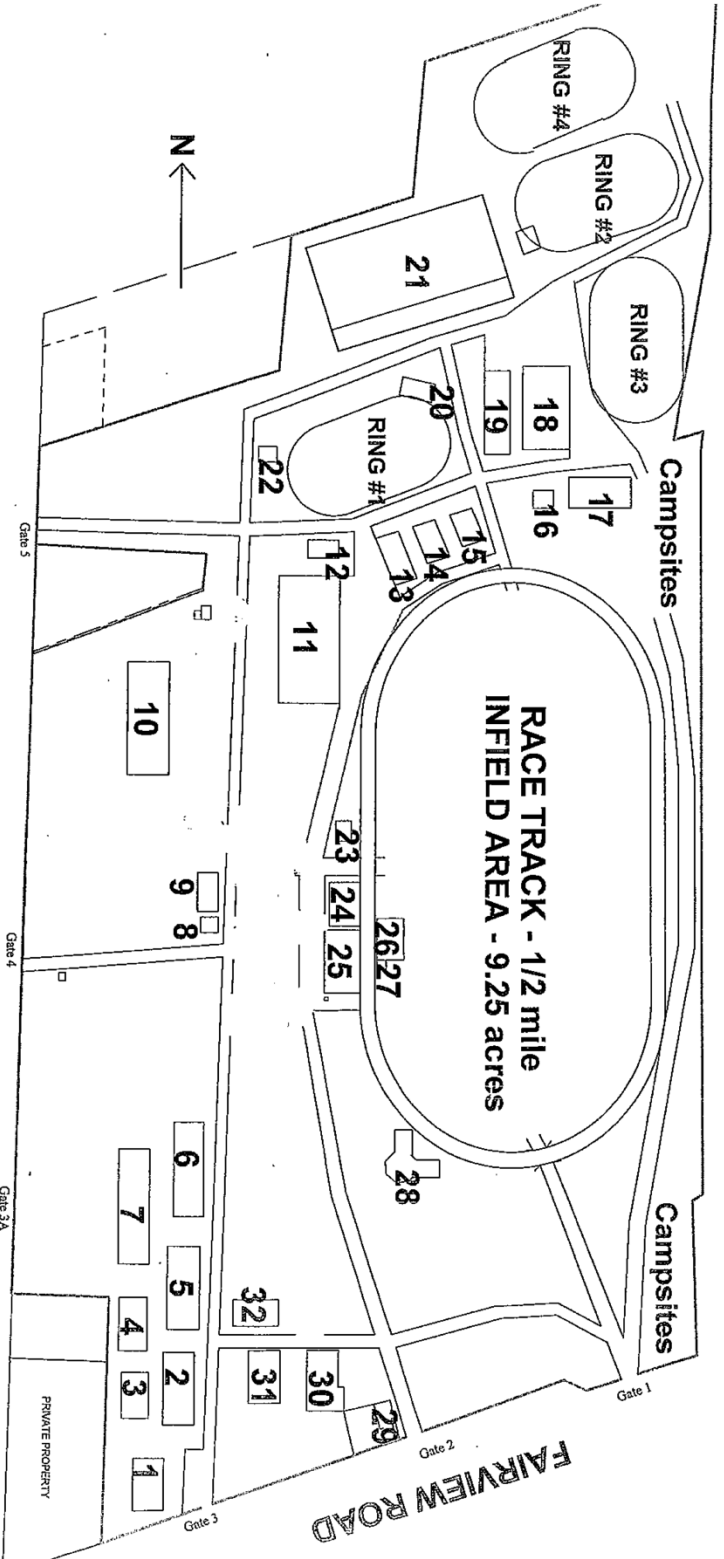 RING #4
RING #2
RING #3
N
21
20
19
18
Campsites
RING #1
22
17
16
15
14
13
12
11
Gate 5
10
RACE TRACK - 1/2 mile
INFIELD AREA - 9.25 acres
23
24
26
27
25
9
8
Gate 4
28
6
7
Gate 3A
5
4
3
2
1
32
31
30
29
Campsites
Gate 1
Gate 2
Gate 3
FAIRVIEW ROAD
PRIVATE PROPERTY